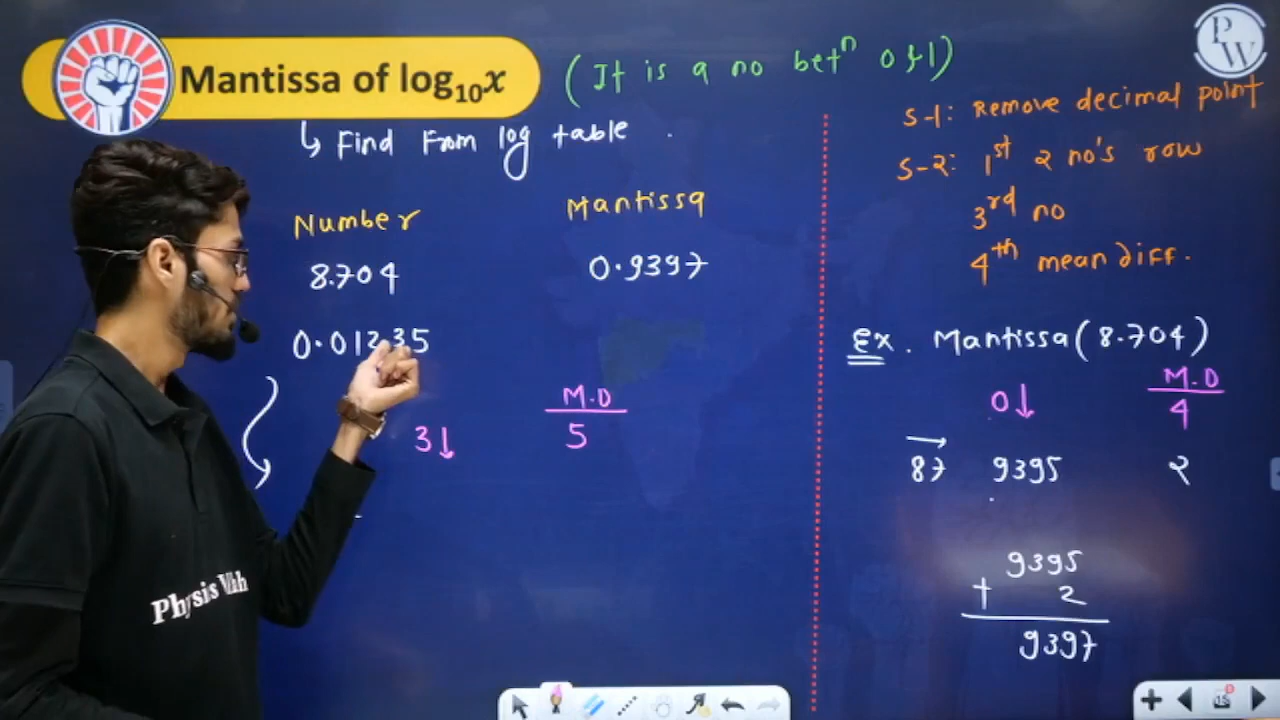 Mantissa of log₁₀x
(It is a no betⁿ 0 & 1)
↳ Find From log table .
Number Mantissa
8.704 0.9397
0.01235
3↓ M.D
5
PW
S-1: Remove decimal point
S-2: 1st 2 no's row
3rd no
4th mean diff.
Ex. Mantissa(8.704)
0↓ M.D
4
87 9395 2
9395
+ 2
9397
Physics Wallah
15